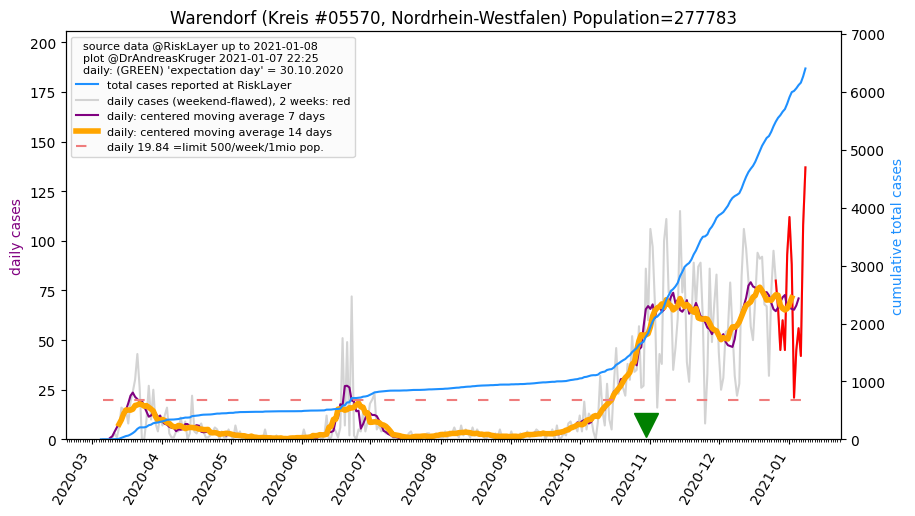 Warendorf (Kreis #05570, Nordrhein-Westfalen) Population=277783
source data @RiskLayer up to 2021-01-08
plot @DrAndreasKruger 2021-01-07 22:25
daily: (GREEN) 'expectation day' = 30.10.2020
total cases reported at RiskLayer
daily cases (weekend-flawed), 2 weeks: red
daily: centered moving average 7 days
daily: centered moving average 14 days
daily 19.84 =limit 500/week/1mio pop.
daily cases
200
175
150
125
100
75
50
25
0
cumulative total cases
7000
6000
5000
4000
3000
2000
1000
0
2020-03
2020-04
2020-05
2020-06
2020-07
2020-08
2020-09
2020-10
2020-11
2020-12
2021-01